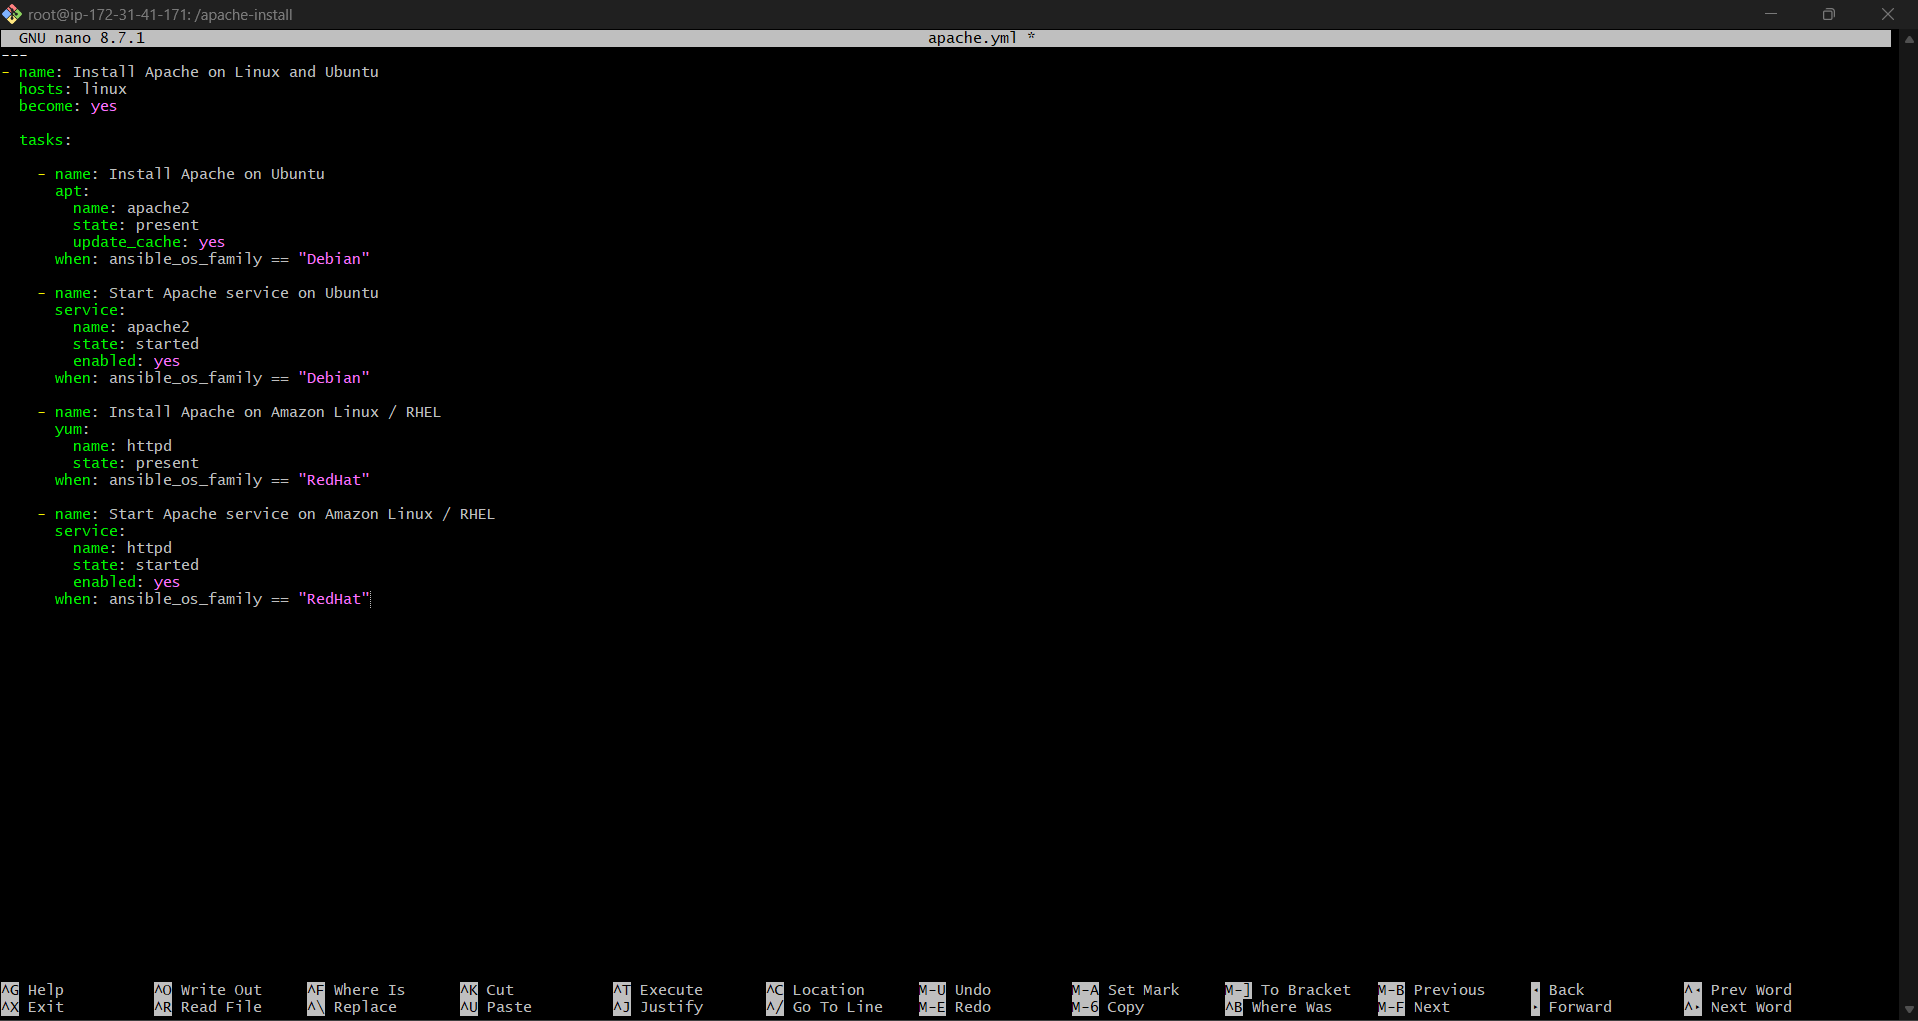 root@ip-172-31-41-171: /apache-install
GNU nano 8.7.1 apache.yml *
---
- name: Install Apache on Linux and Ubuntu
  hosts: linux
  become: yes

  tasks:

    - name: Install Apache on Ubuntu
      apt:
        name: apache2
        state: present
        update_cache: yes
      when: ansible_os_family == "Debian"

    - name: Start Apache service on Ubuntu
      service:
        name: apache2
        state: started
        enabled: yes
      when: ansible_os_family == "Debian"

    - name: Install Apache on Amazon Linux / RHEL
      yum:
        name: httpd
        state: present
      when: ansible_os_family == "RedHat"

    - name: Start Apache service on Amazon Linux / RHEL
      service:
        name: httpd
        state: started
        enabled: yes
      when: ansible_os_family == "RedHat"

^G Help ^O Write Out ^F Where Is ^K Cut ^T Execute ^C Location M-U Undo M-A Set Mark M-] To Bracket M-B Previous ◂ Back ^◂ Prev Word
^X Exit ^R Read File ^\ Replace ^U Paste ^J Justify ^/ Go To Line M-E Redo M-6 Copy ^B Where Was M-F Next ▸ Forward ^▸ Next Word